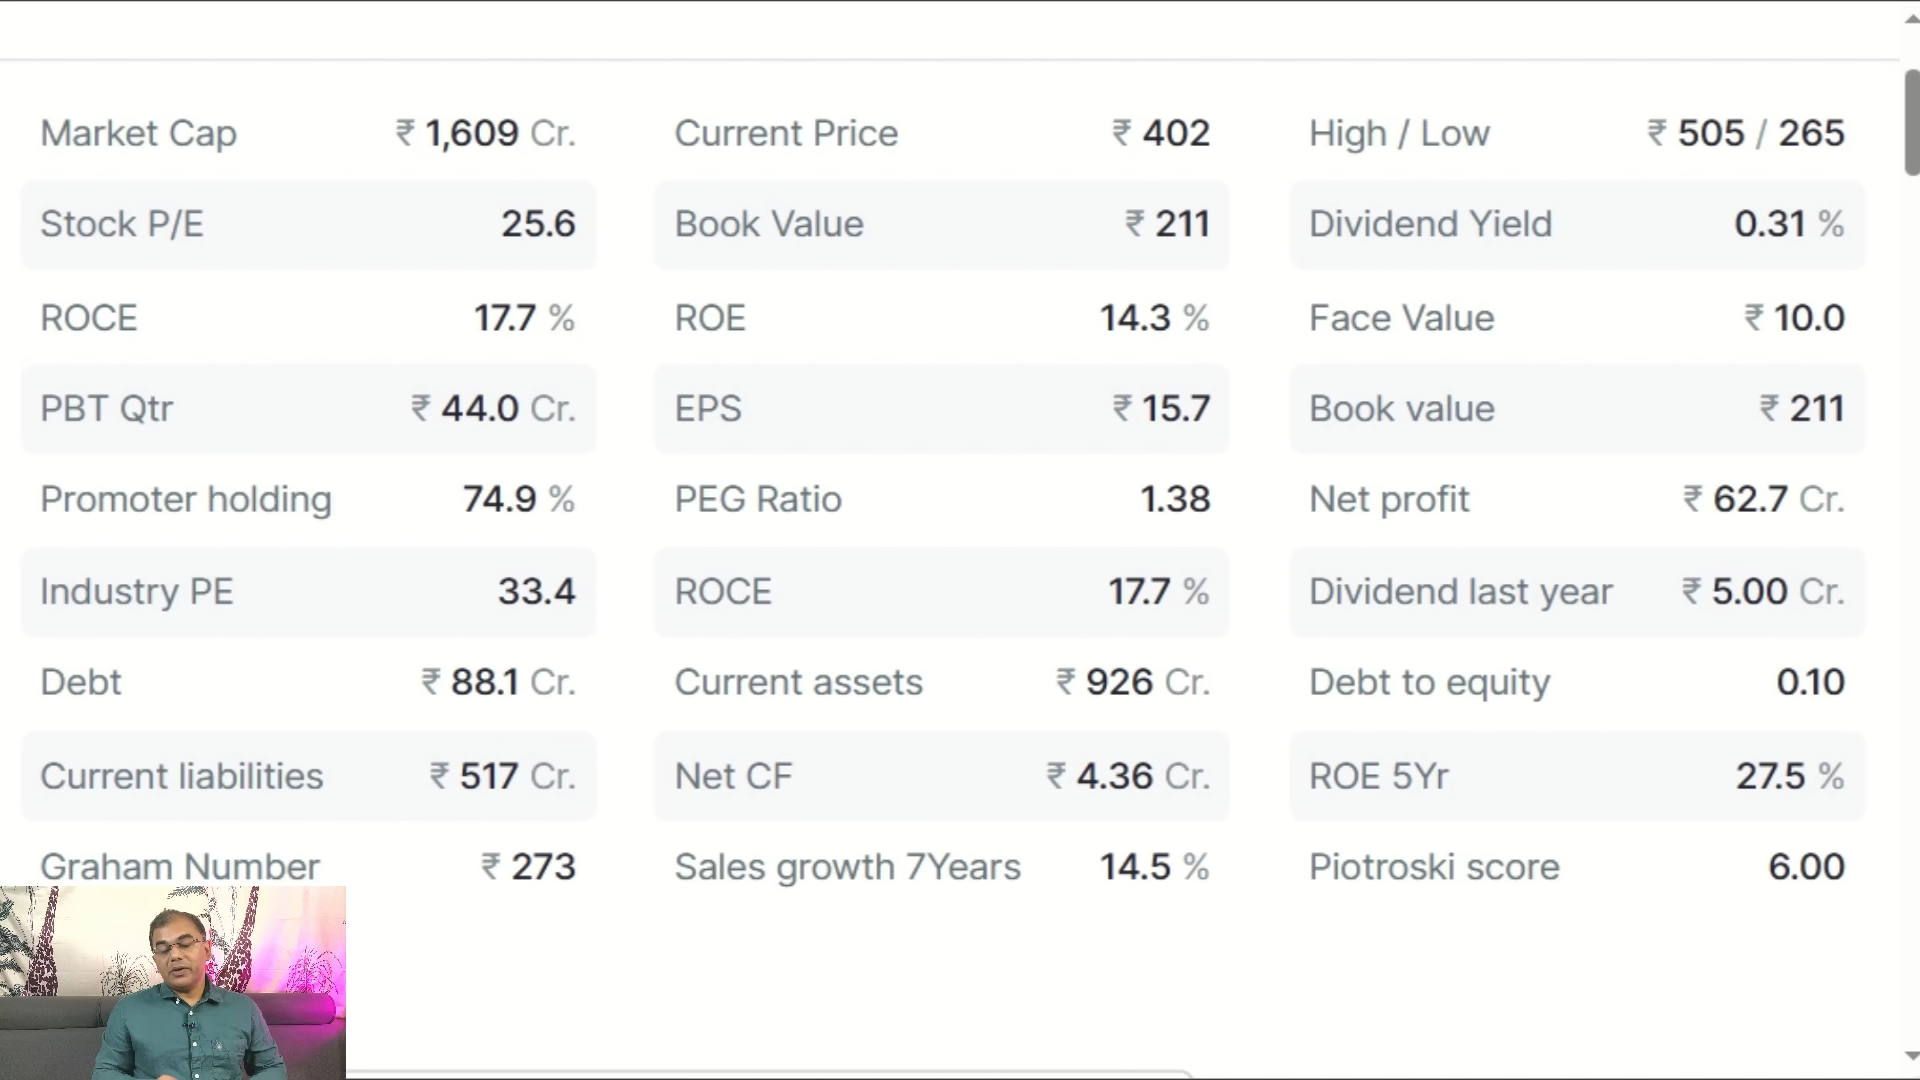 Market Cap ₹ 1,609 Cr. Current Price ₹ 402 High / Low ₹ 505 / 265
Stock P/E 25.6 Book Value ₹ 211 Dividend Yield 0.31 %
ROCE 17.7 % ROE 14.3 % Face Value ₹ 10.0
PBT Qtr ₹ 44.0 Cr. EPS ₹ 15.7 Book value ₹ 211
Promoter holding 74.9 % PEG Ratio 1.38 Net profit ₹ 62.7 Cr.
Industry PE 33.4 ROCE 17.7 % Dividend last year ₹ 5.00 Cr.
Debt ₹ 88.1 Cr. Current assets ₹ 926 Cr. Debt to equity 0.10
Current liabilities ₹ 517 Cr. Net CF ₹ 4.36 Cr. ROE 5Yr 27.5 %
Graham Number ₹ 273 Sales growth 7Years 14.5 % Piotroski score 6.00